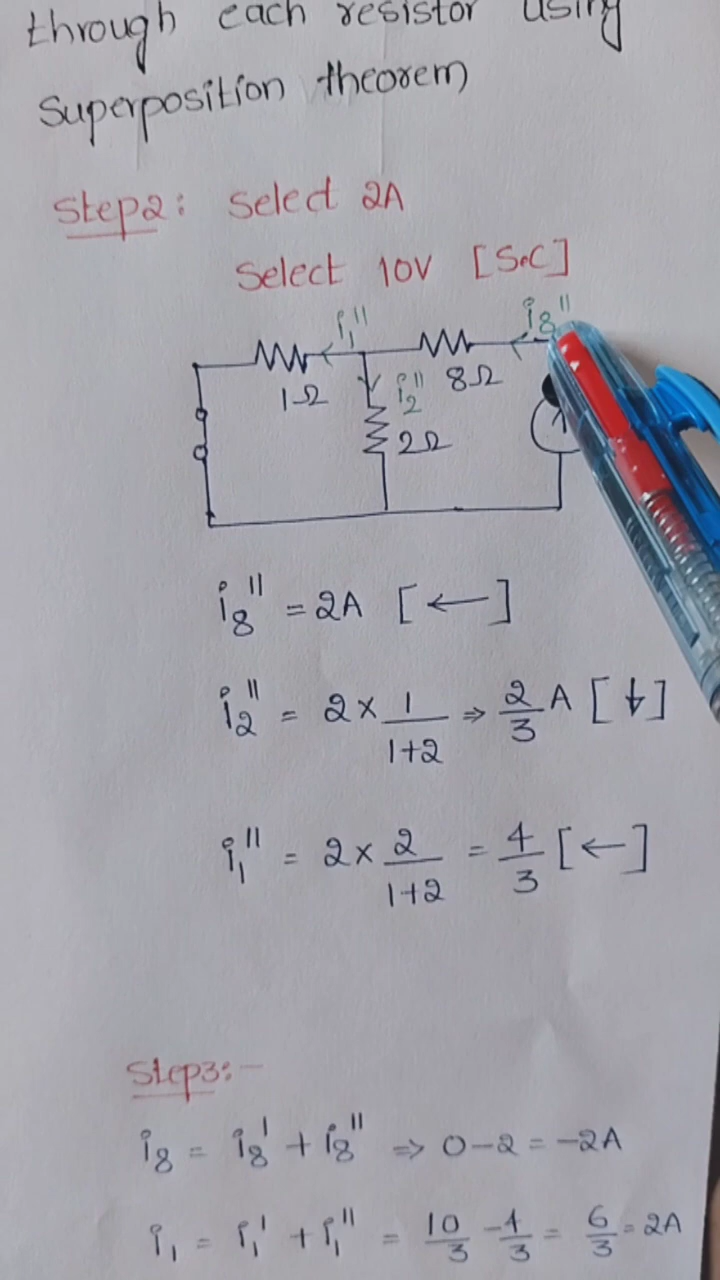 through each resistor using
Superposition theorem
Step2: Select 2A
Select 10V [S.C]
i₁'' i₈''
1Ω i₂'' 8Ω
2Ω
i₈'' = 2A [←]
i₂'' = 2 × 1/(1+2) ⇒ 2/3 A [↓]
i₁'' = 2 × 2/(1+2) = 4/3 [←]
Step3:-
i₈ = i₈' + i₈'' ⇒ 0-2 = -2A
i₁ = i₁' + i₁'' = 10/3 - 4/3 = 6/3 = 2A